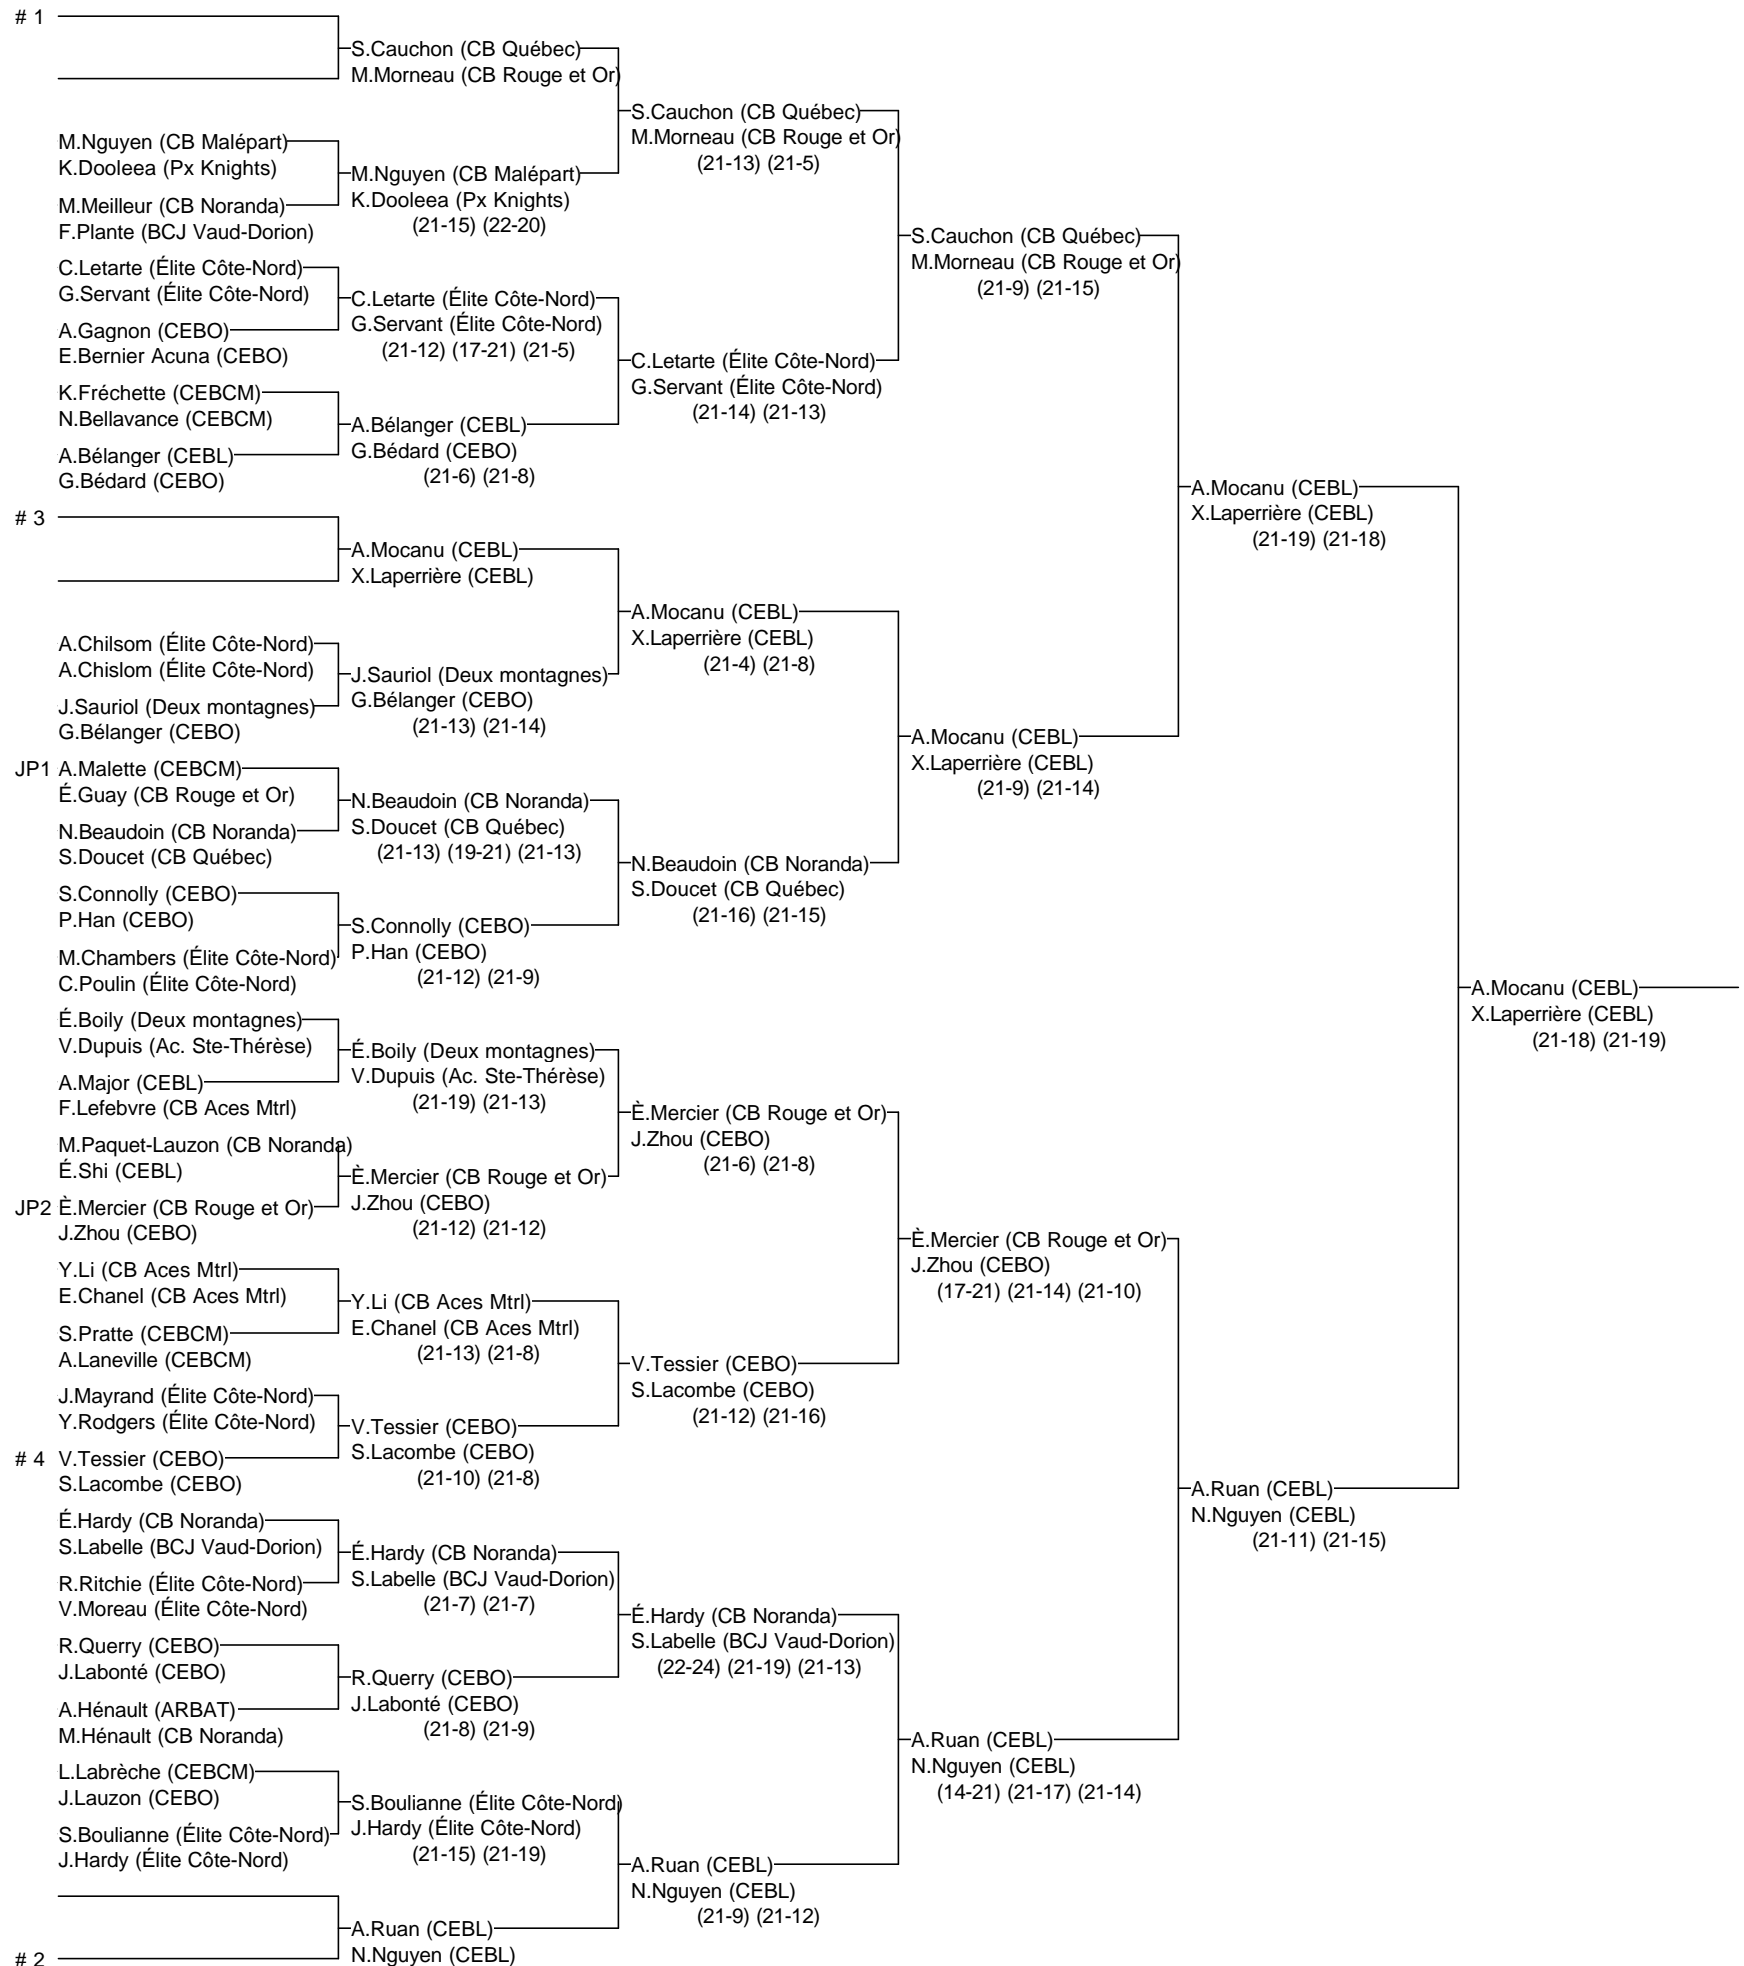 # 1
S.Cauchon (CB Québec)
M.Morneau (CB Rouge et Or)
S.Cauchon (CB Québec)
M.Morneau (CB Rouge et Or)
(21-13) (21-5)
M.Nguyen (CB Malépart)
K.Dooleea (Px Knights)
M.Nguyen (CB Malépart)
K.Dooleea (Px Knights)
(21-15) (22-20)
M.Meilleur (CB Noranda)
F.Plante (BCJ Vaud-Dorion)
S.Cauchon (CB Québec)
M.Morneau (CB Rouge et Or)
(21-9) (21-15)
C.Letarte (Élite Côte-Nord)
G.Servant (Élite Côte-Nord)
C.Letarte (Élite Côte-Nord)
G.Servant (Élite Côte-Nord)
(21-12) (17-21) (21-5)
A.Gagnon (CEBO)
E.Bernier Acuna (CEBO)
C.Letarte (Élite Côte-Nord)
G.Servant (Élite Côte-Nord)
(21-14) (21-13)
K.Fréchette (CEBCM)
N.Bellavance (CEBCM)
A.Bélanger (CEBL)
G.Bédard (CEBO)
(21-6) (21-8)
A.Bélanger (CEBL)
G.Bédard (CEBO)
A.Mocanu (CEBL)
X.Laperrière (CEBL)
(21-19) (21-18)
# 3
A.Mocanu (CEBL)
X.Laperrière (CEBL)
A.Mocanu (CEBL)
X.Laperrière (CEBL)
(21-4) (21-8)
A.Chilsom (Élite Côte-Nord)
A.Chislom (Élite Côte-Nord)
J.Sauriol (Deux montagnes)
G.Bélanger (CEBO)
(21-13) (21-14)
J.Sauriol (Deux montagnes)
G.Bélanger (CEBO)
A.Mocanu (CEBL)
X.Laperrière (CEBL)
(21-9) (21-14)
JP1 A.Malette (CEBCM)
É.Guay (CB Rouge et Or)
N.Beaudoin (CB Noranda)
S.Doucet (CB Québec)
(21-13) (19-21) (21-13)
N.Beaudoin (CB Noranda)
S.Doucet (CB Québec)
N.Beaudoin (CB Noranda)
S.Doucet (CB Québec)
(21-16) (21-15)
S.Connolly (CEBO)
P.Han (CEBO)
S.Connolly (CEBO)
P.Han (CEBO)
(21-12) (21-9)
M.Chambers (Élite Côte-Nord)
C.Poulin (Élite Côte-Nord)
A.Mocanu (CEBL)
X.Laperrière (CEBL)
(21-18) (21-19)
É.Boily (Deux montagnes)
V.Dupuis (Ac. Ste-Thérèse)
É.Boily (Deux montagnes)
V.Dupuis (Ac. Ste-Thérèse)
(21-19) (21-13)
A.Major (CEBL)
F.Lefebvre (CB Aces Mtrl)
È.Mercier (CB Rouge et Or)
J.Zhou (CEBO)
(21-6) (21-8)
M.Paquet-Lauzon (CB Noranda)
É.Shi (CEBL)
È.Mercier (CB Rouge et Or)
J.Zhou (CEBO)
(21-12) (21-12)
JP2 È.Mercier (CB Rouge et Or)
J.Zhou (CEBO)
È.Mercier (CB Rouge et Or)
J.Zhou (CEBO)
(17-21) (21-14) (21-10)
Y.Li (CB Aces Mtrl)
E.Chanel (CB Aces Mtrl)
Y.Li (CB Aces Mtrl)
E.Chanel (CB Aces Mtrl)
(21-13) (21-8)
S.Pratte (CEBCM)
A.Laneville (CEBCM)
V.Tessier (CEBO)
S.Lacombe (CEBO)
(21-12) (21-16)
J.Mayrand (Élite Côte-Nord)
Y.Rodgers (Élite Côte-Nord)
V.Tessier (CEBO)
S.Lacombe (CEBO)
(21-10) (21-8)
# 4 V.Tessier (CEBO)
S.Lacombe (CEBO)
A.Ruan (CEBL)
N.Nguyen (CEBL)
(21-11) (21-15)
É.Hardy (CB Noranda)
S.Labelle (BCJ Vaud-Dorion)
É.Hardy (CB Noranda)
S.Labelle (BCJ Vaud-Dorion)
(21-7) (21-7)
R.Ritchie (Élite Côte-Nord)
V.Moreau (Élite Côte-Nord)
É.Hardy (CB Noranda)
S.Labelle (BCJ Vaud-Dorion)
(22-24) (21-19) (21-13)
R.Querry (CEBO)
J.Labonté (CEBO)
R.Querry (CEBO)
J.Labonté (CEBO)
(21-8) (21-9)
A.Hénault (ARBAT)
M.Hénault (CB Noranda)
A.Ruan (CEBL)
N.Nguyen (CEBL)
(14-21) (21-17) (21-14)
L.Labrèche (CEBCM)
J.Lauzon (CEBO)
S.Boulianne (Élite Côte-Nord)
J.Hardy (Élite Côte-Nord)
(21-15) (21-19)
S.Boulianne (Élite Côte-Nord)
J.Hardy (Élite Côte-Nord)
A.Ruan (CEBL)
N.Nguyen (CEBL)
(21-9) (21-12)
A.Ruan (CEBL)
N.Nguyen (CEBL)
# 2